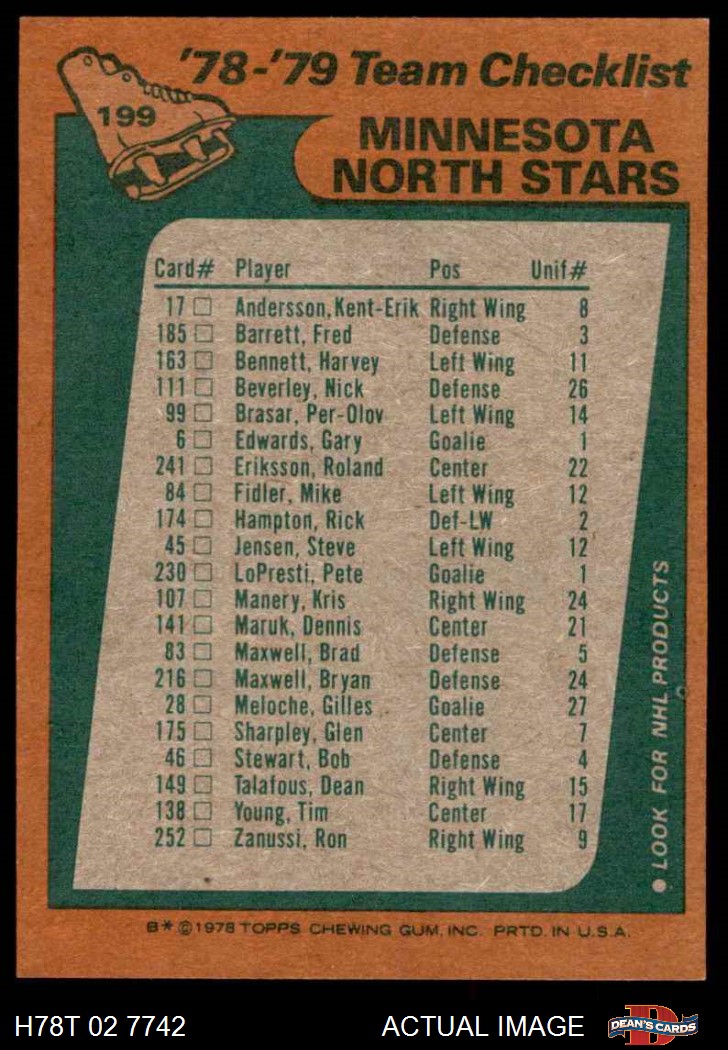 '78-'79 Team Checklist
199
MINNESOTA
NORTH STARS
Card# Player Pos Unif#
17 Andersson, Kent-Erik Right Wing 8
185 Barrett, Fred Defense 3
163 Bennett, Harvey Left Wing 11
111 Beverley, Nick Defense 26
99 Brasar, Per-Olov Left Wing 14
6 Edwards, Gary Goalie 1
241 Eriksson, Roland Center 22
84 Fidler, Mike Left Wing 12
174 Hampton, Rick Def-LW 2
45 Jensen, Steve Left Wing 12
230 LoPresti, Pete Goalie 1
107 Manery, Kris Right Wing 24
141 Maruk, Dennis Center 21
83 Maxwell, Brad Defense 5
216 Maxwell, Bryan Defense 24
28 Meloche, Gilles Goalie 27
175 Sharpley, Glen Center 7
46 Stewart, Bob Defense 4
149 Talafous, Dean Right Wing 15
138 Young, Tim Center 17
252 Zanussi, Ron Right Wing 9
● LOOK FOR NHL PRODUCTS
B* ©1978 TOPPS CHEWING GUM, INC. PRTD. IN U.S.A.
H78T 02 7742 ACTUAL IMAGE DEAN'S CARDS